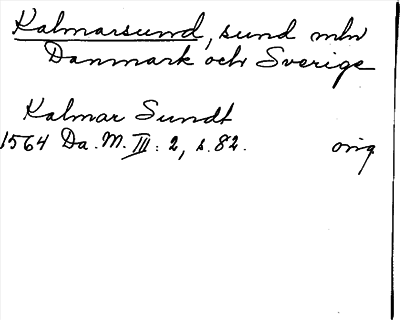 Kalmarsund, sund mln
Danmark och Sverige
Kalmar Sundt
1564 Da. M. III: 2, s. 82. orig